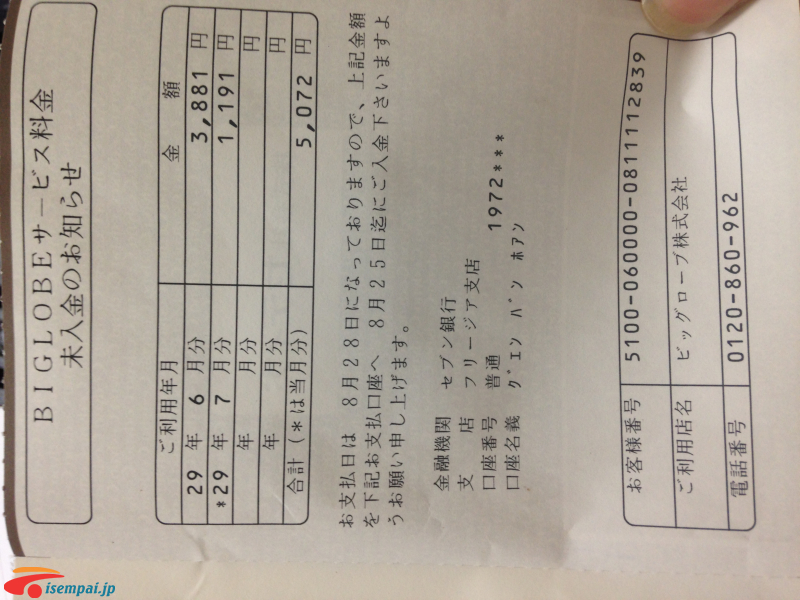 BIGLOBEサービス料金
未入金のお知らせ
ご利用年月 金 額
29 年 6 月分 3,881 円
*29 年 7 月分 1,191 円
年 月分 円
年 月分 円
合計(*は当月分) 5,072 円
お支払日は 8月28日になっておりますので、上記金額
を下記お支払口座へ 8月25日迄にご入金下さいますよ
うお願い申し上げます。
金融機関 セブン銀行
支 店 フリージア支店
口座番号 普通 1972***
口座名義 グエン バン ホアン
お客様番号 5100-060000-0811112839
ご利用店名 ビッグローブ株式会社
電話番号 0120-860-962
isempai.jp